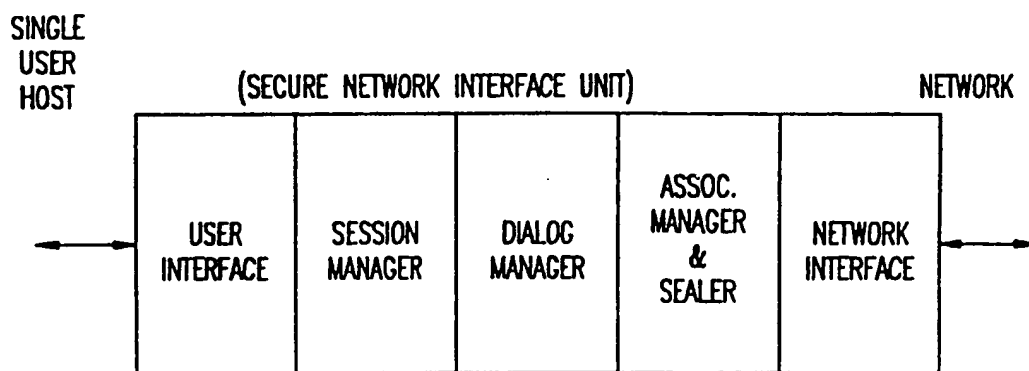 SINGLE
USER
HOST
(SECURE NETWORK INTERFACE UNIT)
NETWORK
USER
INTERFACE
SESSION
MANAGER
DIALOG
MANAGER
ASSOC.
MANAGER
&
SEALER
NETWORK
INTERFACE